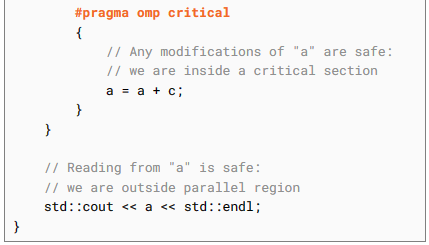 #pragma omp critical
{
// Any modifications of "a" are safe:
// we are inside a critical section
a = a + c;
}
}
// Reading from "a" is safe:
// we are outside parallel region
std::cout << a << std::endl;
}